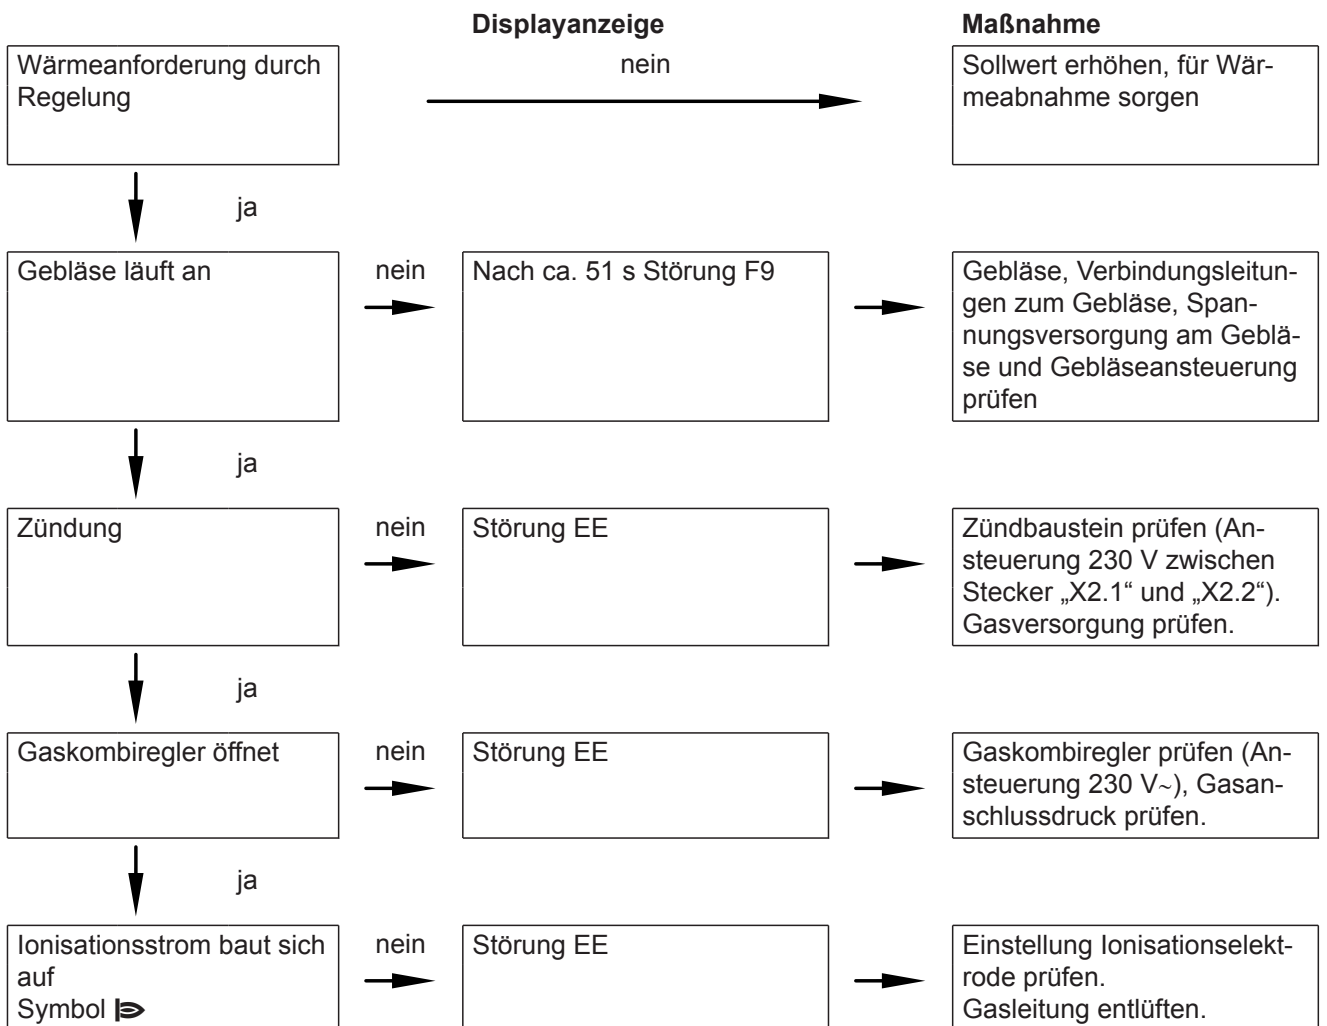 Displayanzeige Maßnahme
Wärmeanforderung durch
Regelung
nein
Sollwert erhöhen, für Wär-
meabnahme sorgen
ja
Gebläse läuft an
nein
Nach ca. 51 s Störung F9
Gebläse, Verbindungsleitun-
gen zum Gebläse, Span-
nungsversorgung am Geblä-
se und Gebläseansteuerung
prüfen
ja
Zündung
nein
Störung EE
Zündbaustein prüfen (An-
steuerung 230 V zwischen
Stecker „X2.1“ und „X2.2“).
Gasversorgung prüfen.
ja
Gaskombiregler öffnet
nein
Störung EE
Gaskombiregler prüfen (An-
steuerung 230 V~), Gasan-
schlussdruck prüfen.
ja
Ionisationsstrom baut sich
auf
Symbol
nein
Störung EE
Einstellung Ionisationselekt-
rode prüfen.
Gasleitung entlüften.